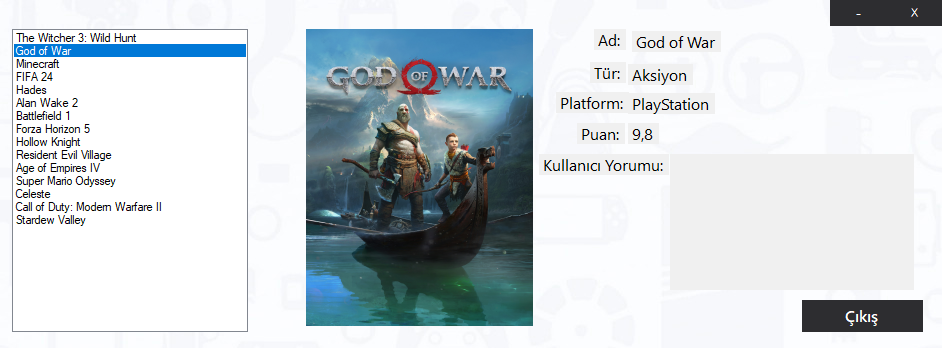 - X
The Witcher 3: Wild Hunt
God of War
Minecraft
FIFA 24
Hades
Alan Wake 2
Battlefield 1
Forza Horizon 5
Hollow Knight
Resident Evil Village
Age of Empires IV
Super Mario Odyssey
Celeste
Call of Duty: Modern Warfare II
Stardew Valley
GOD OF WAR
Ad: God of War
Tür: Aksiyon
Platform: PlayStation
Puan: 9,8
Kullanıcı Yorumu:
Çıkış